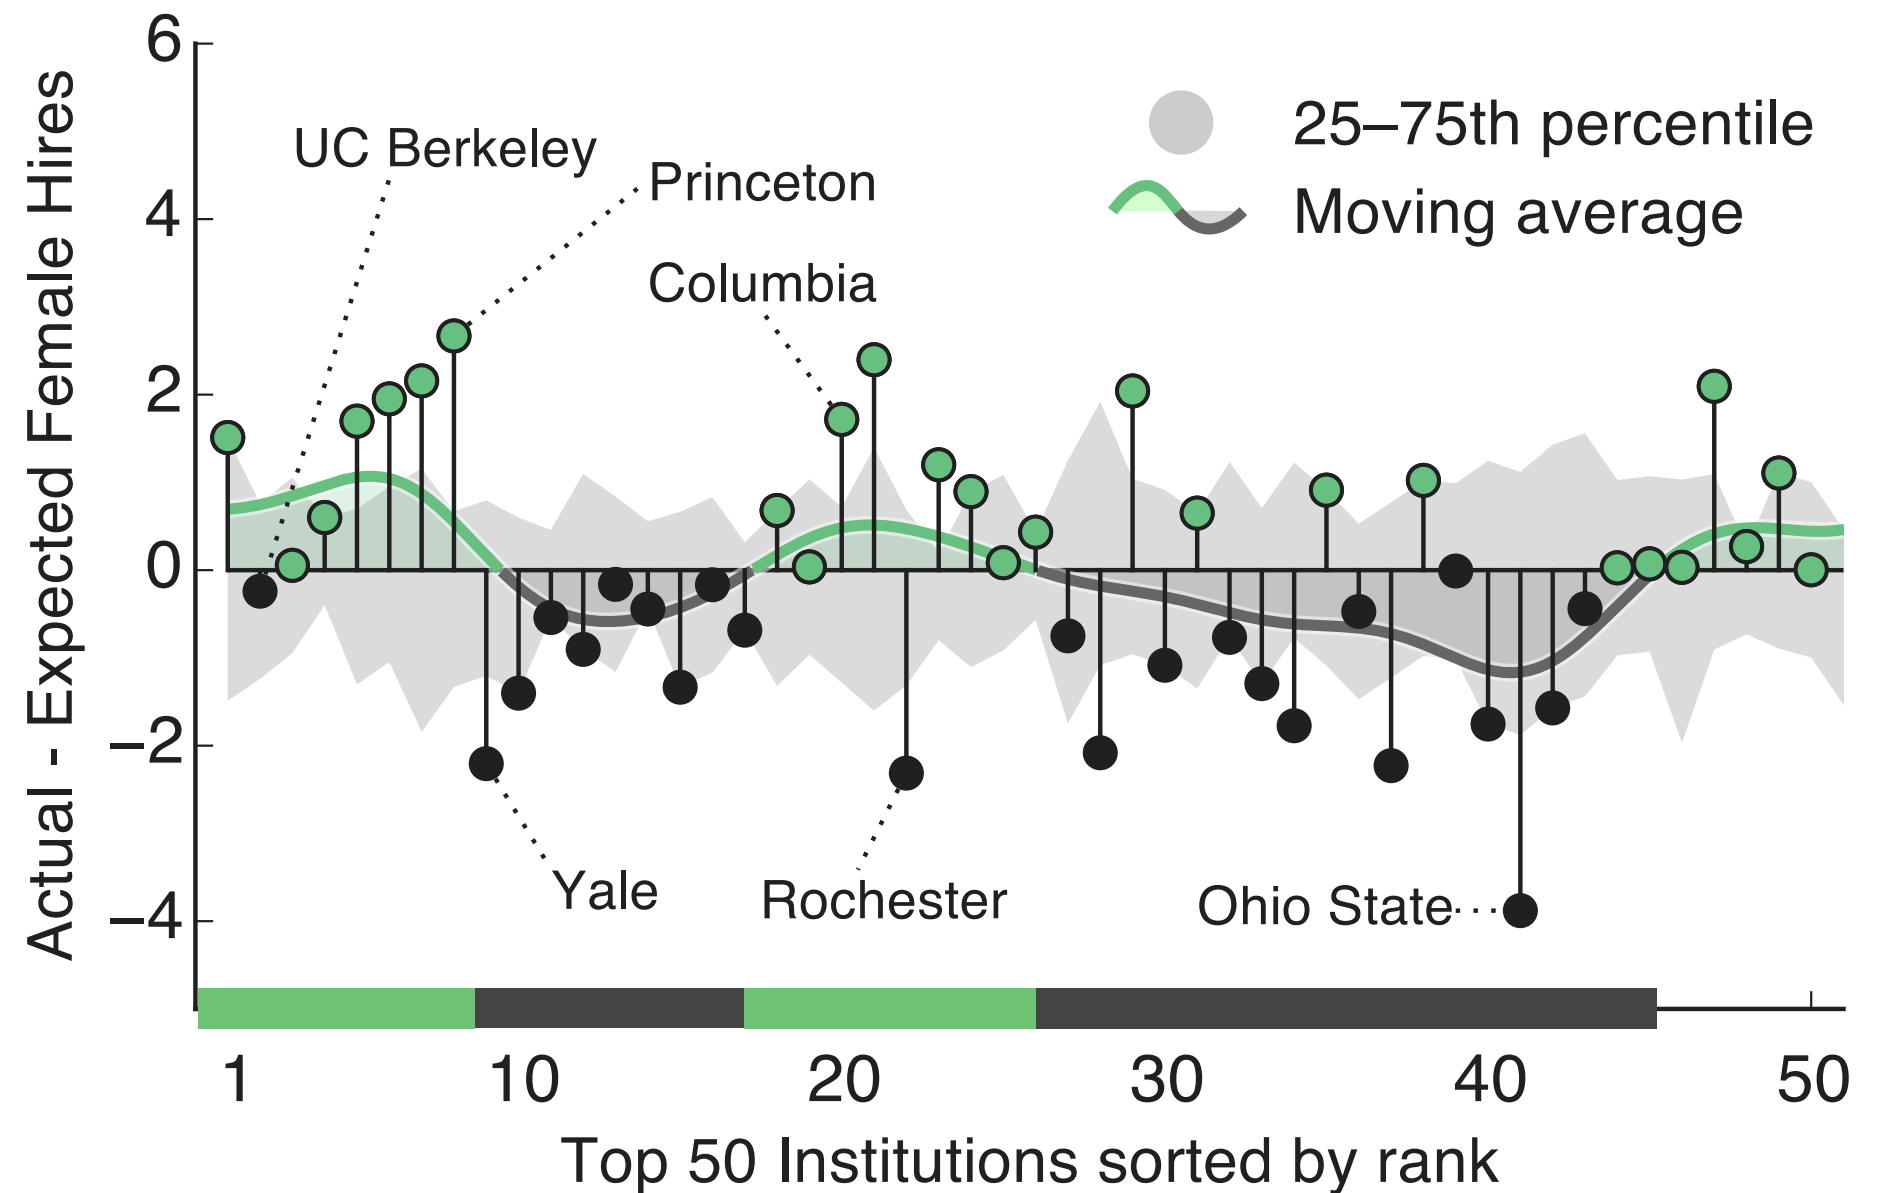 6
4
2
0
−2
−4
Actual - Expected Female Hires
UC Berkeley
Princeton
Columbia
Yale
Rochester
Ohio State
25–75th percentile
Moving average
1 10 20 30 40 50
Top 50 Institutions sorted by rank